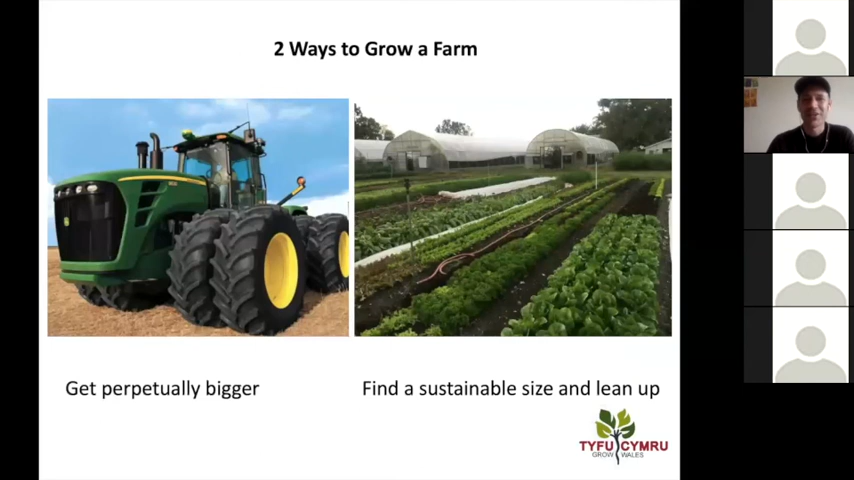 2 Ways to Grow a Farm
Get perpetually bigger
Find a sustainable size and lean up
TYFU CYMRU
GROW WALES